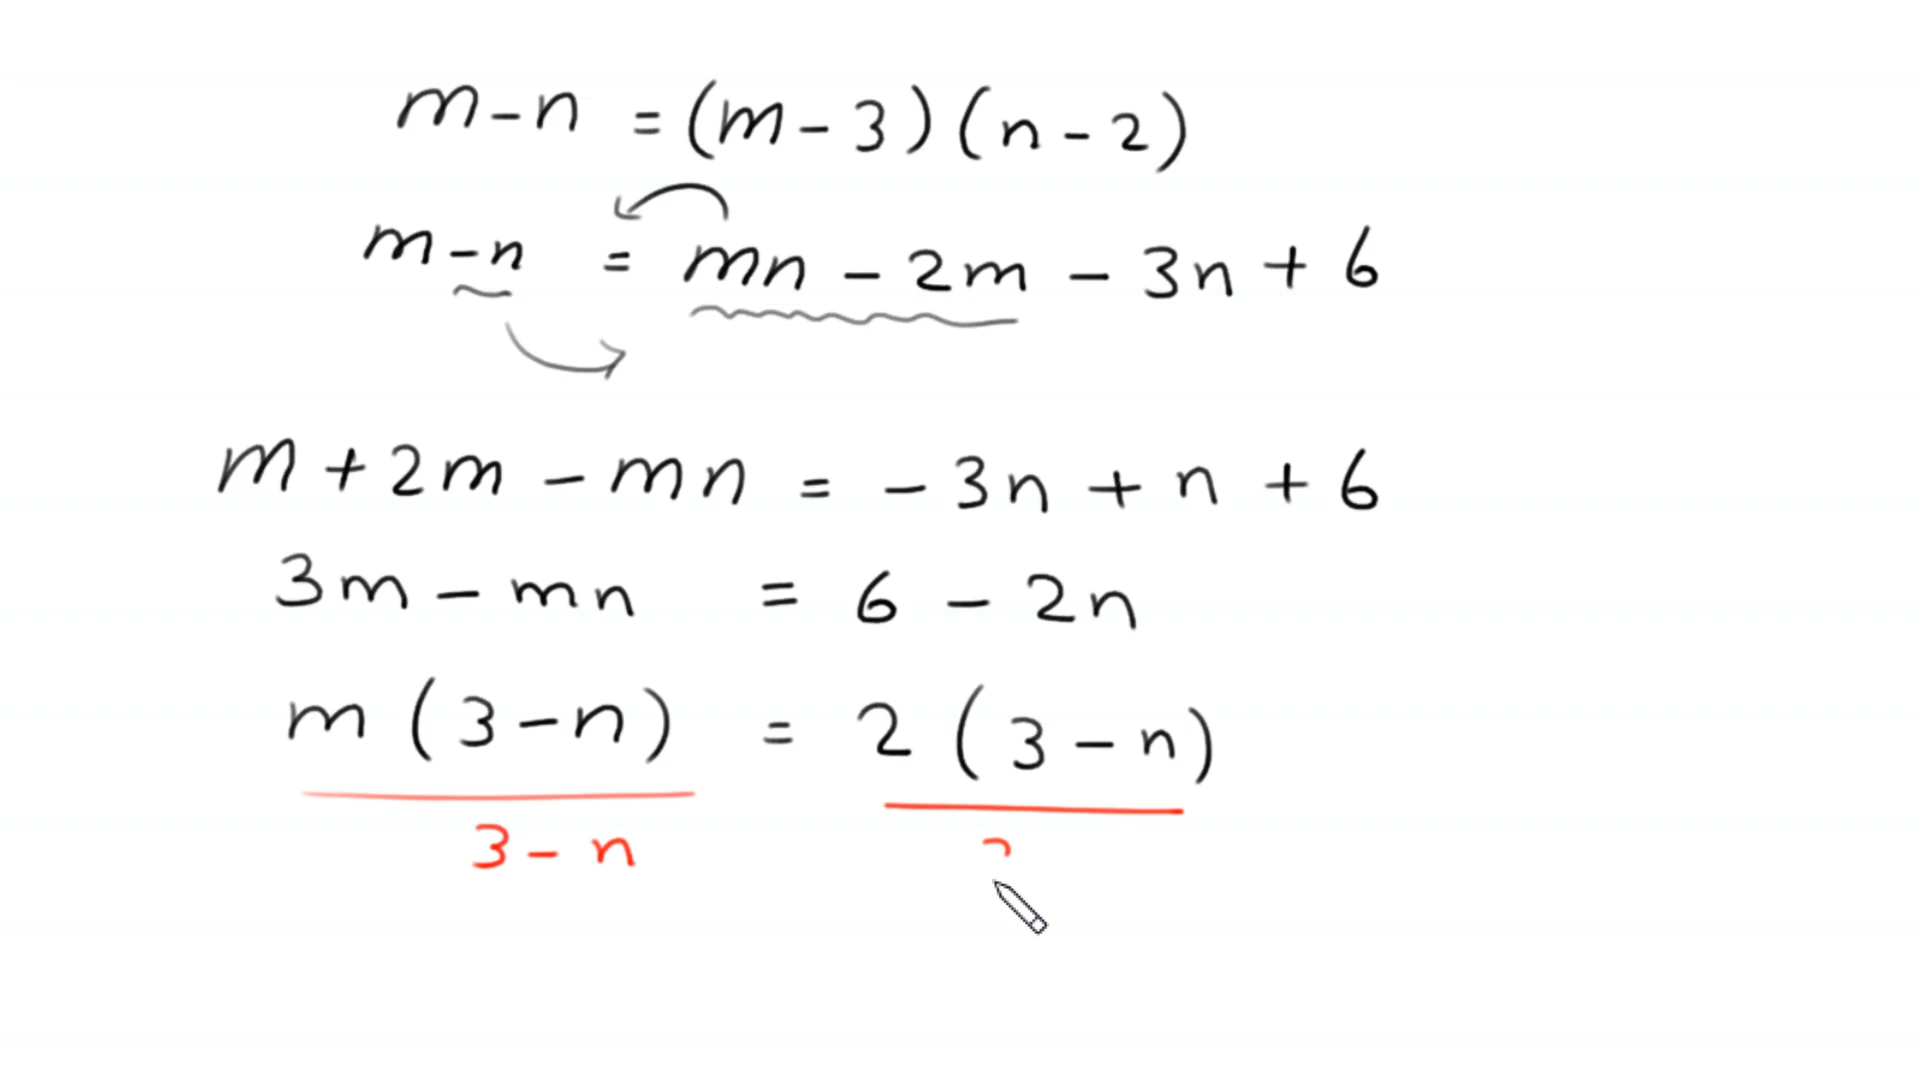 m - n = (m - 3) (n - 2)
m - n = mn - 2m - 3n + 6
m + 2m - mn = - 3n + n + 6
3m - mn = 6 - 2n
m (3 - n) = 2 (3 - n)
3 - n